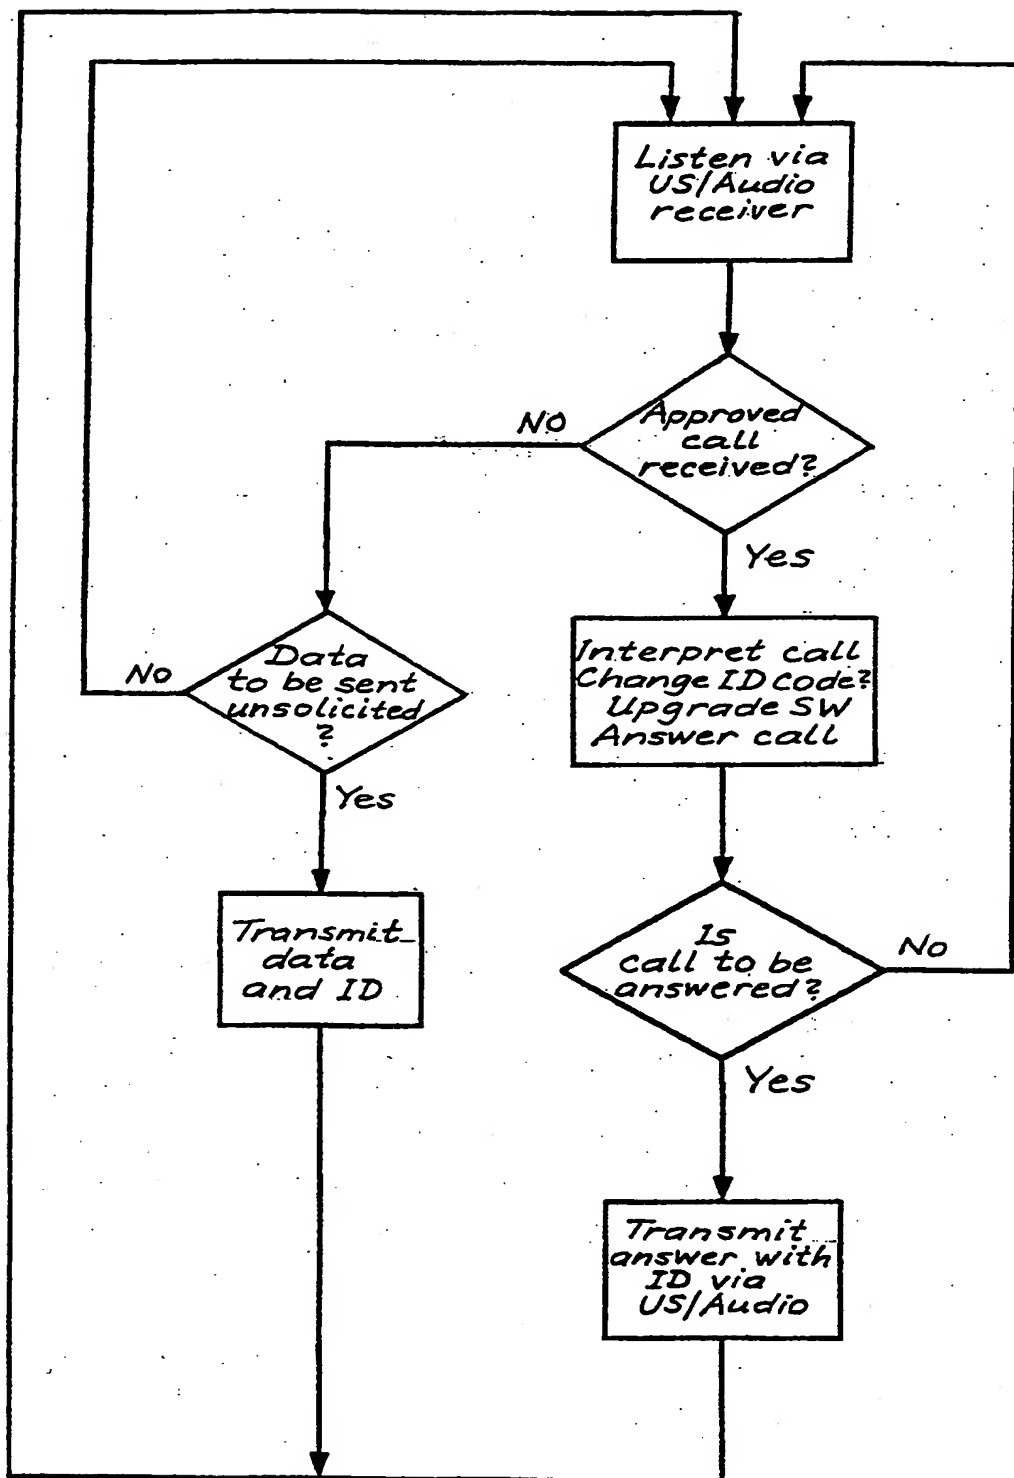 Listen via
US/Audio
receiver
NO
Approved
call
received?
Yes
Interpret call
Change ID code?
Upgrade SW
Answer call
No
Data
to be sent
unsolicited
?
Yes
Transmit
data
and ID
Is
call to be
answered?
No
Yes
Transmit
answer with
ID via
US/Audio